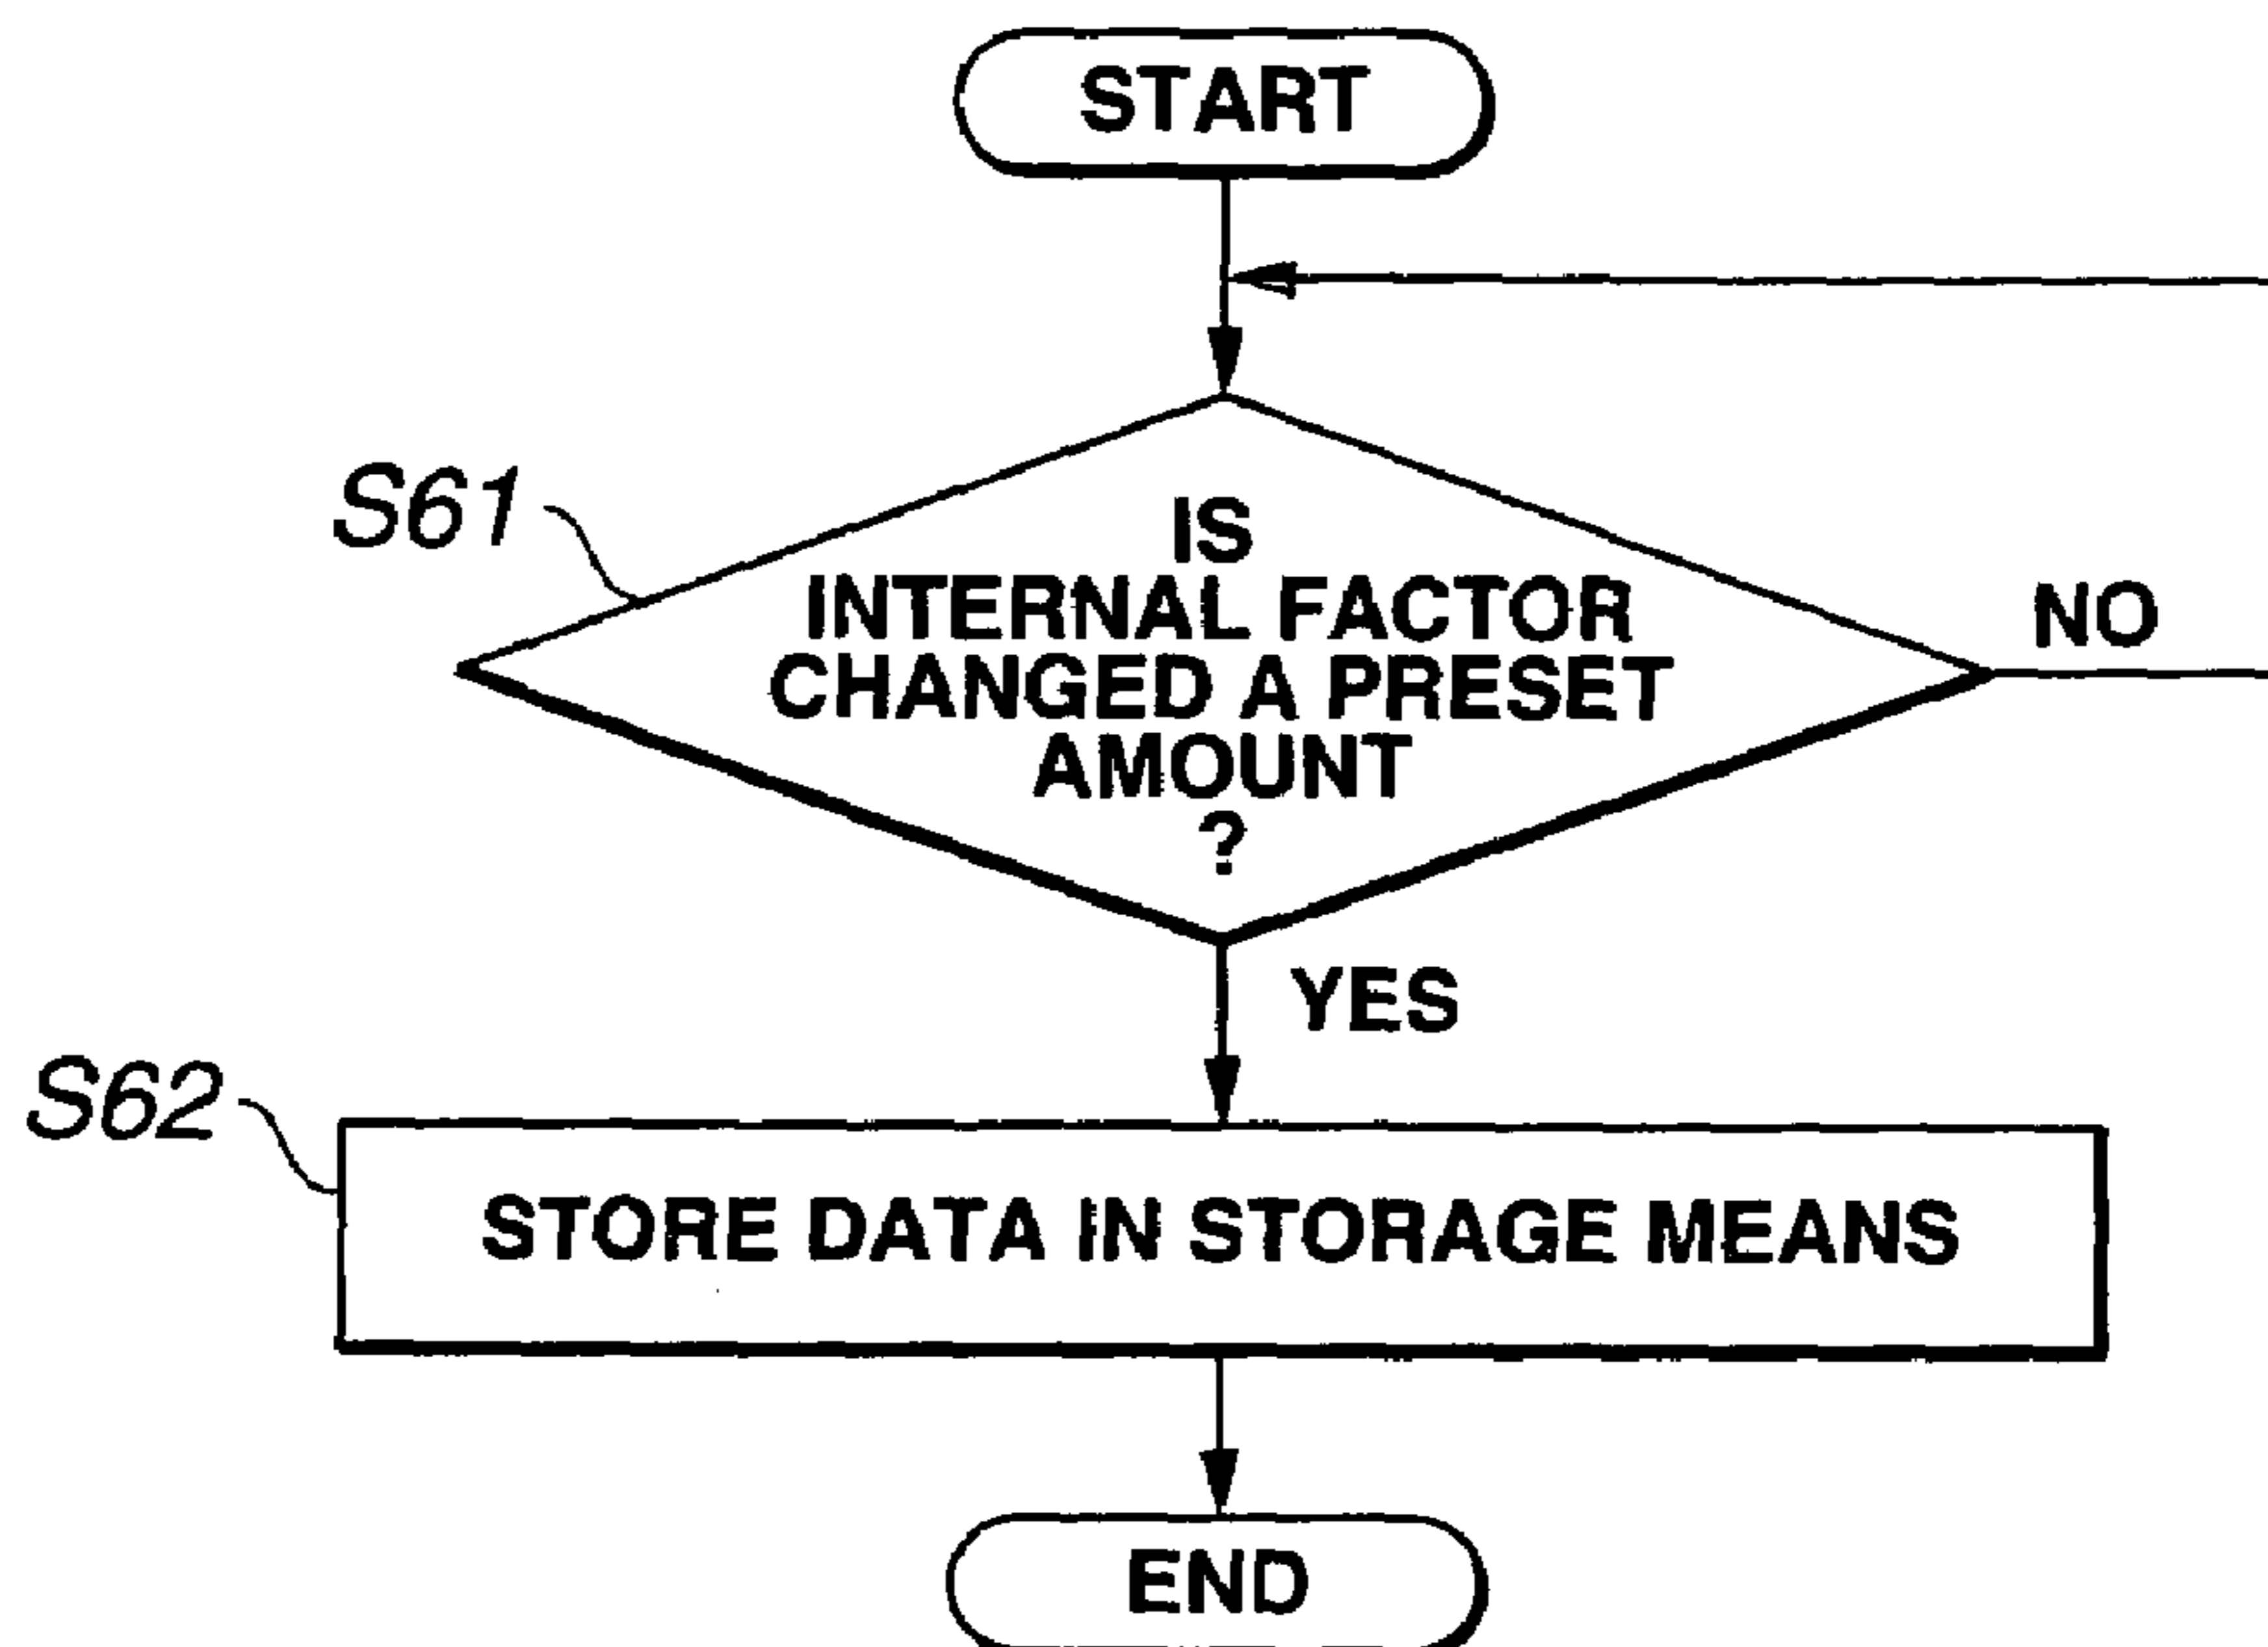 START
S61
IS
INTERNAL FACTOR
CHANGED A PRESET
AMOUNT
?
NO
YES
S62
STORE DATA IN STORAGE MEANS
END